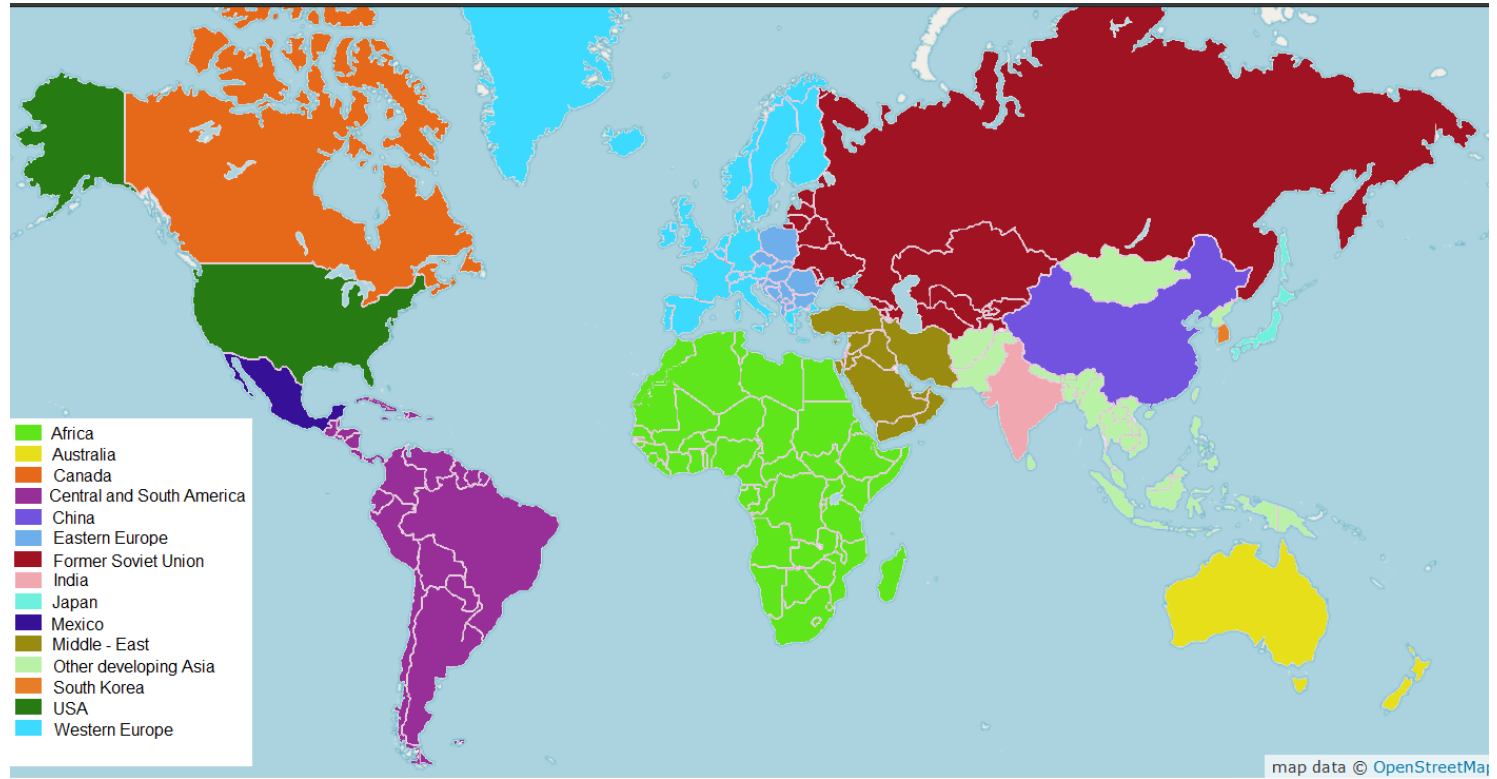 Africa
Australia
Canada
Central and South America
China
Eastern Europe
Former Soviet Union
India
Japan
Mexico
Middle - East
Other developing Asia
South Korea
USA
Western Europe
map data © OpenStreetMap